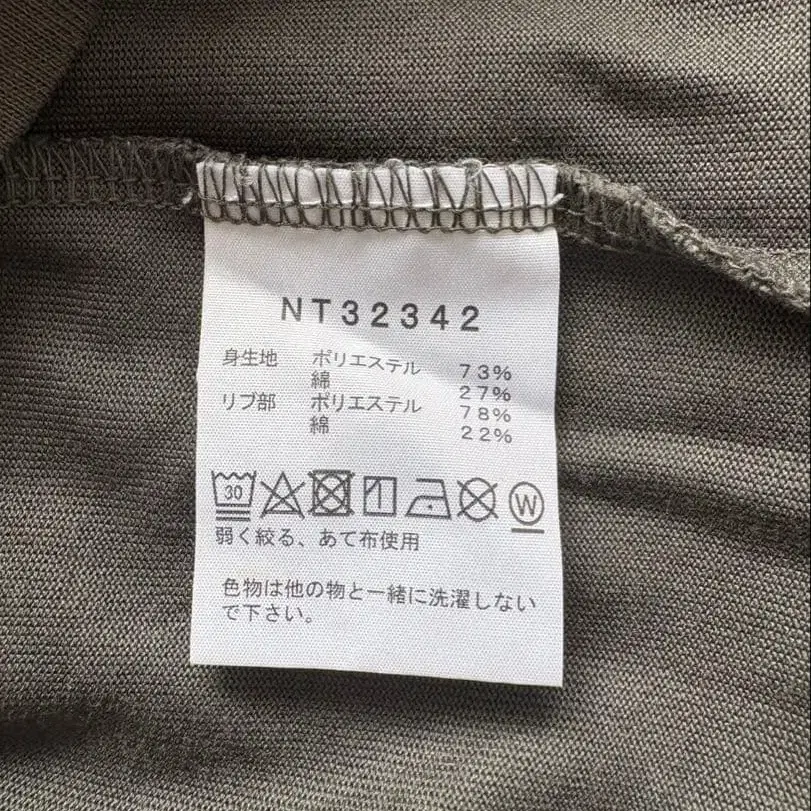 NT32342
身生地 ポリエステル 73%
綿 27%
リブ部 ポリエステル 78%
綿 22%
30 W
弱く絞る、あて布使用
色物は他の物と一緒に洗濯しない
で下さい。